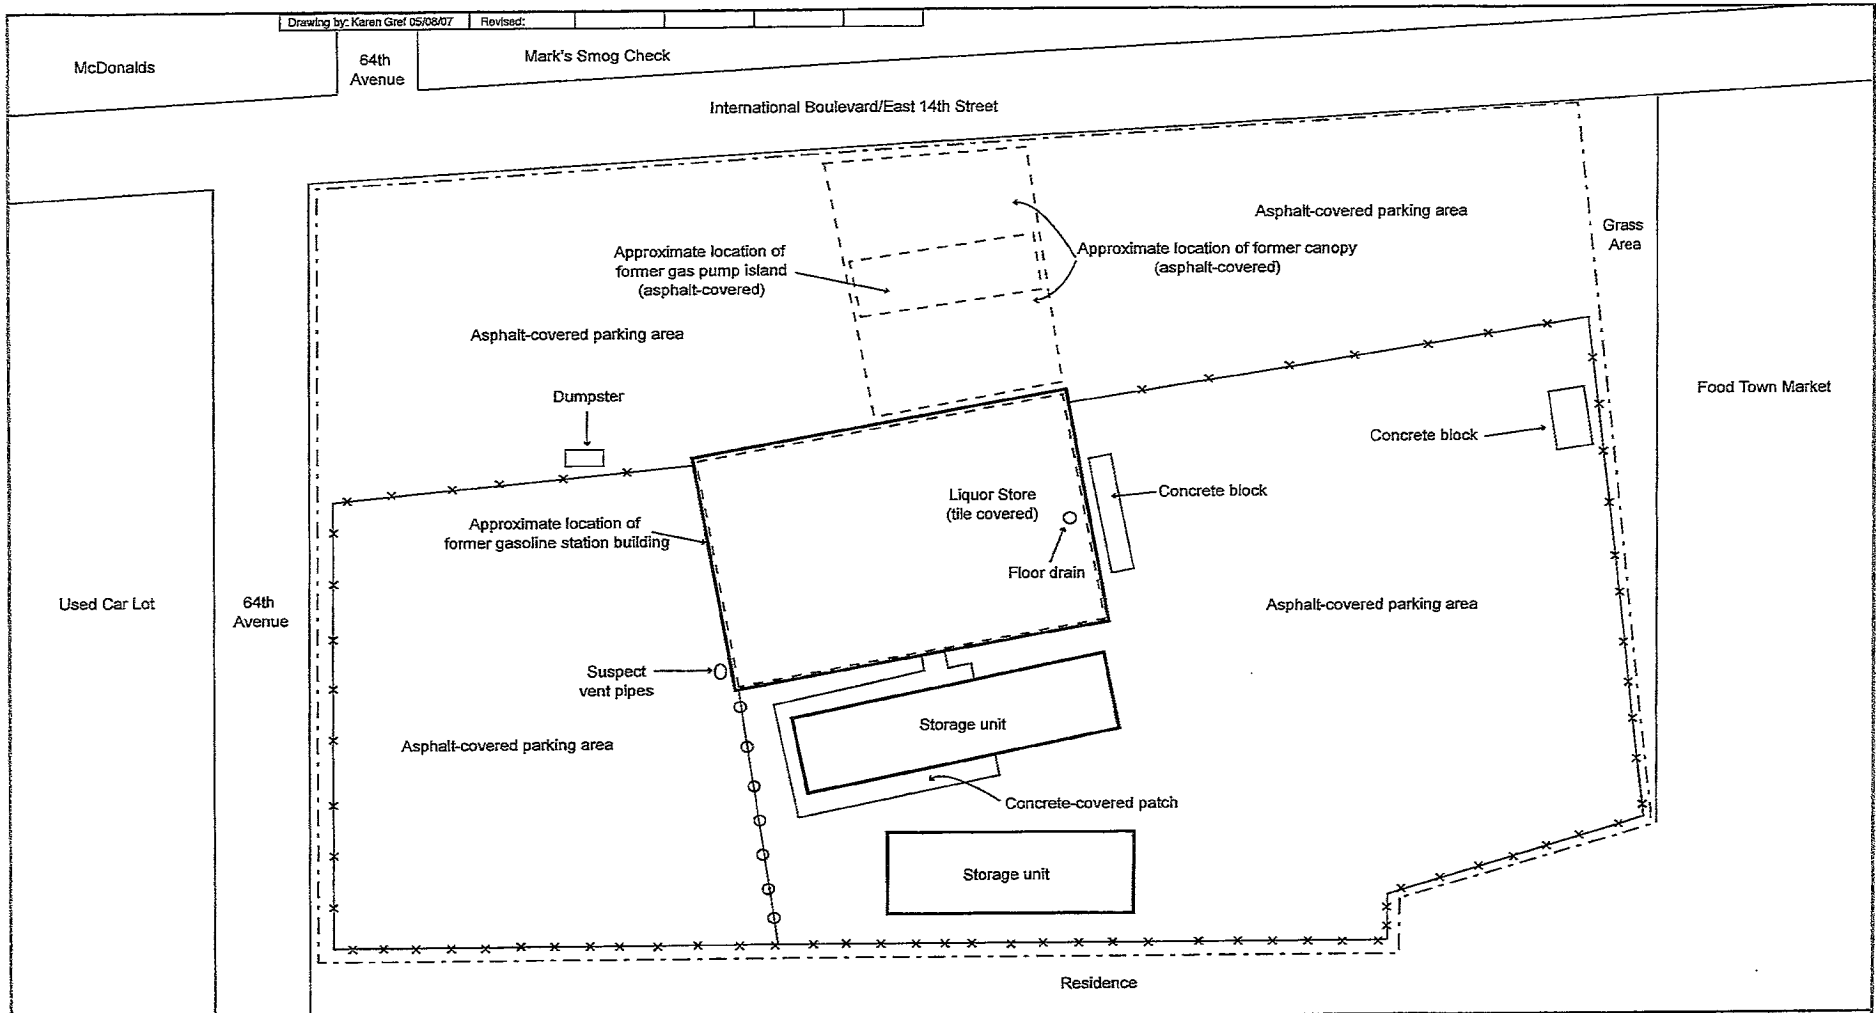 Drawing by: Karen Gref 05/08/07 Revised:
McDonalds
64th
Avenue
Mark's Smog Check
International Boulevard/East 14th Street
Asphalt-covered parking area
Grass
Area
Approximate location of
former gas pump island
(asphalt-covered)
Approximate location of former canopy
(asphalt-covered)
Asphalt-covered parking area
Dumpster
Food Town Market
Concrete block
Approximate location of
former gasoline station building
Liquor Store
(tile covered)
Concrete block
Floor drain
Used Car Lot
64th
Avenue
Asphalt-covered parking area
Suspect
vent pipes
Storage unit
Asphalt-covered parking area
Concrete-covered patch
Storage unit
Residence